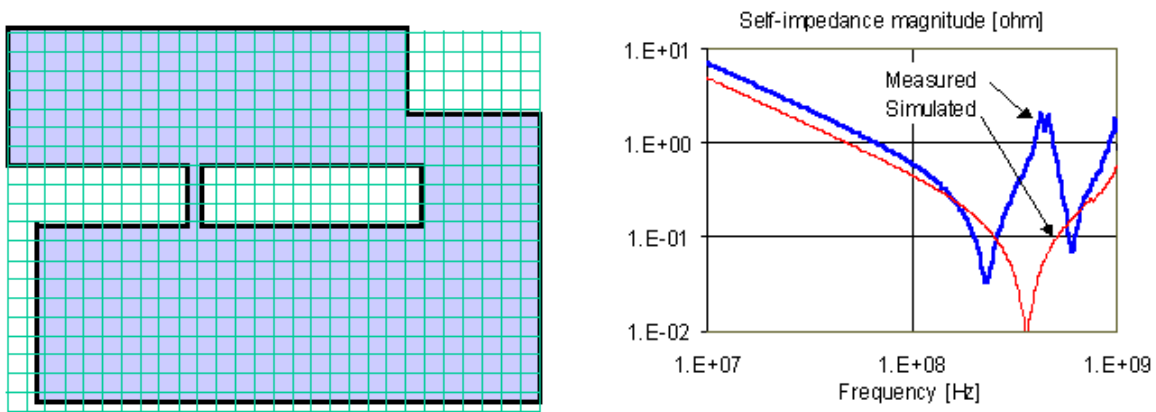 Self-impedance magnitude [ohm]
1.E+01
Measured
Simulated
1.E+00
1.E-01
1.E-02
1.E+07
1.E+08
1.E+09
Frequency [Hz]